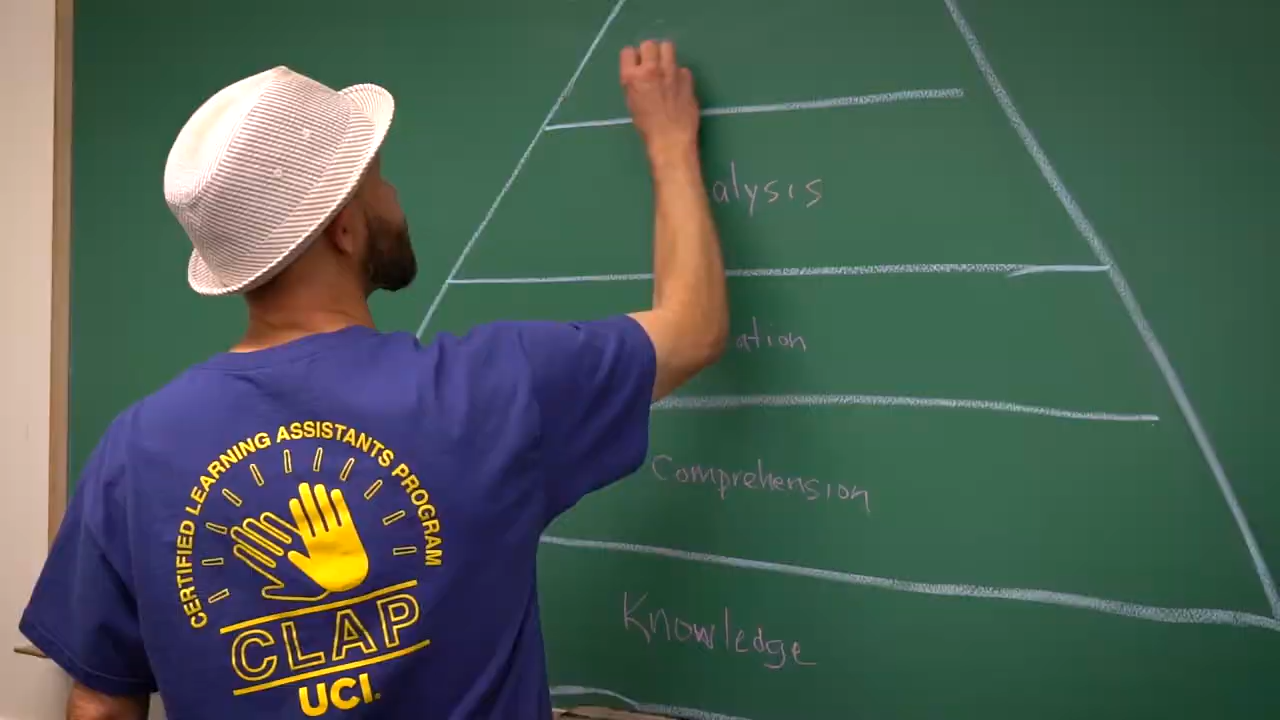 alysis
ation
Comprehension
Knowledge
CERTIFIED LEARNING ASSISTANTS PROGRAM
CLAP
UCI.